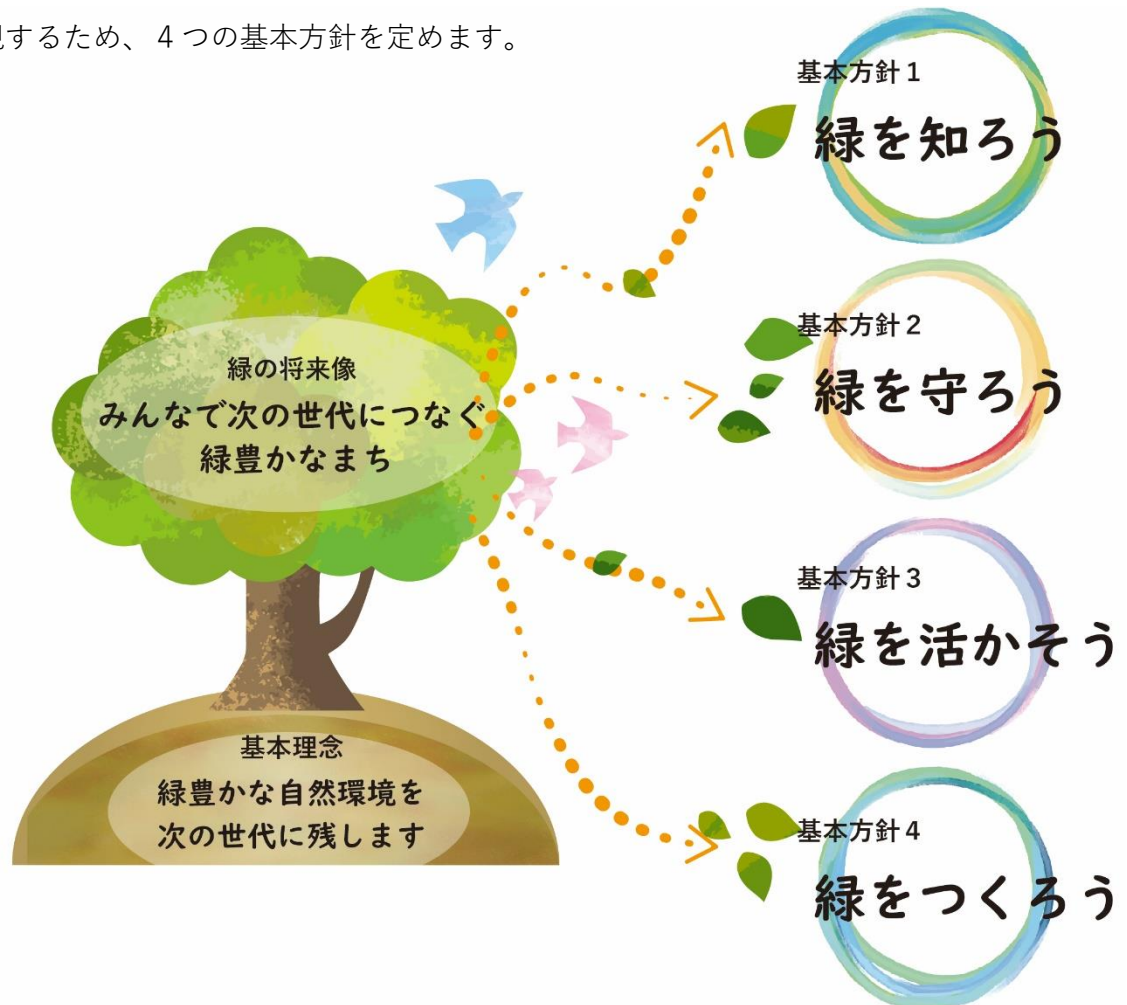 するため、４つの基本方針を定めます。
基本方針１
緑を知ろう
基本方針２
緑を守ろう
緑の将来像
みんなで次の世代につなぐ
緑豊かなまち
基本方針３
緑を活かそう
基本理念
緑豊かな自然環境を
次の世代に残します
基本方針４
緑をつくろう